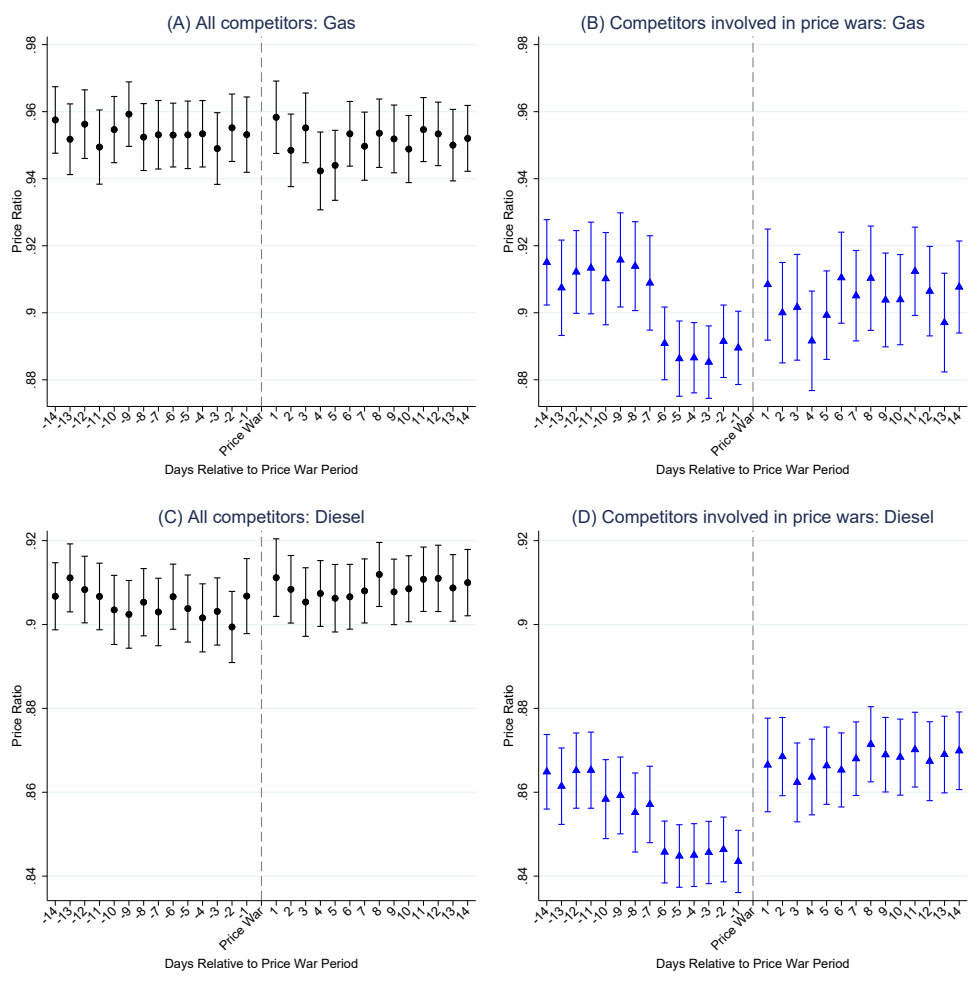 (A) All competitors: Gas
Price Ratio
.98
.96
.94
.92
.9
.88
-14 -13 -12 -11 -10 -9 -8 -7 -6 -5 -4 -3 -2 -1 Price War 1 2 3 4 5 6 7 8 9 10 11 12 13 14
Days Relative to Price War Period
(B) Competitors involved in price wars: Gas
Price Ratio
.98
.96
.94
.92
.9
.88
-14 -13 -12 -11 -10 -9 -8 -7 -6 -5 -4 -3 -2 -1 Price War 1 2 3 4 5 6 7 8 9 10 11 12 13 14
Days Relative to Price War Period
(C) All competitors: Diesel
Price Ratio
.92
.9
.88
.86
.84
-14 -13 -12 -11 -10 -9 -8 -7 -6 -5 -4 -3 -2 -1 Price War 1 2 3 4 5 6 7 8 9 10 11 12 13 14
Days Relative to Price War Period
(D) Competitors involved in price wars: Diesel
Price Ratio
.92
.9
.88
.86
.84
-14 -13 -12 -11 -10 -9 -8 -7 -6 -5 -4 -3 -2 -1 Price War 1 2 3 4 5 6 7 8 9 10 11 12 13 14
Days Relative to Price War Period